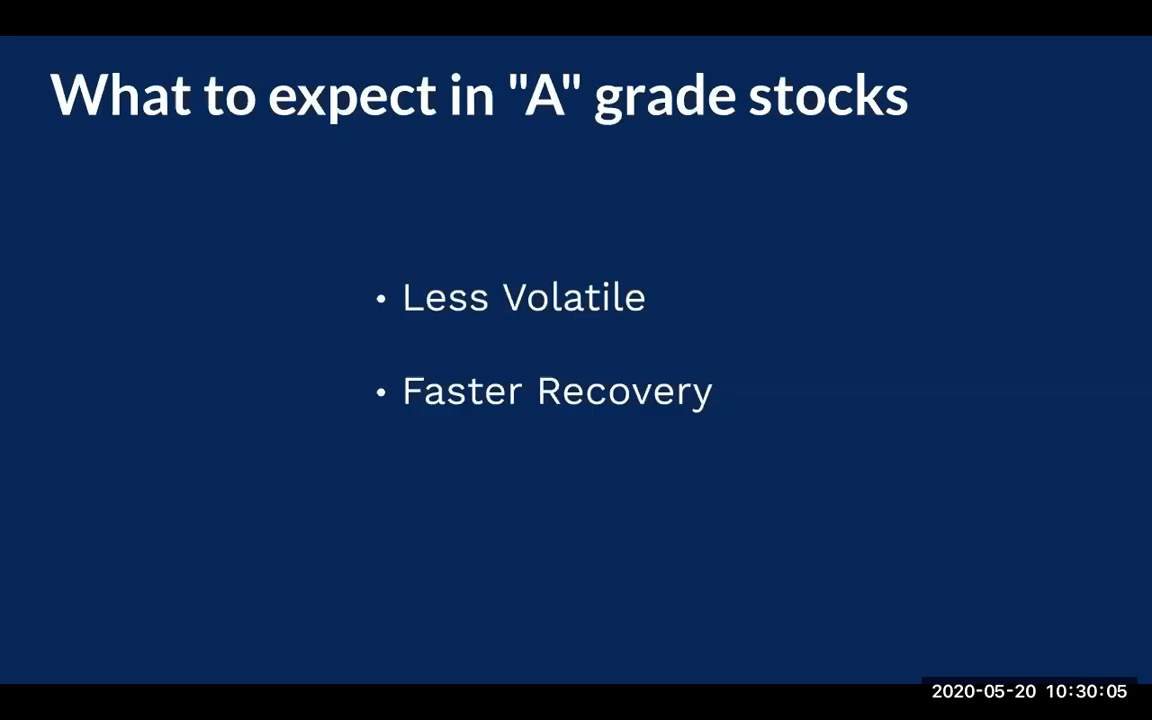 What to expect in "A" grade stocks
• Less Volatile
• Faster Recovery
2020-05-20 10:30:05